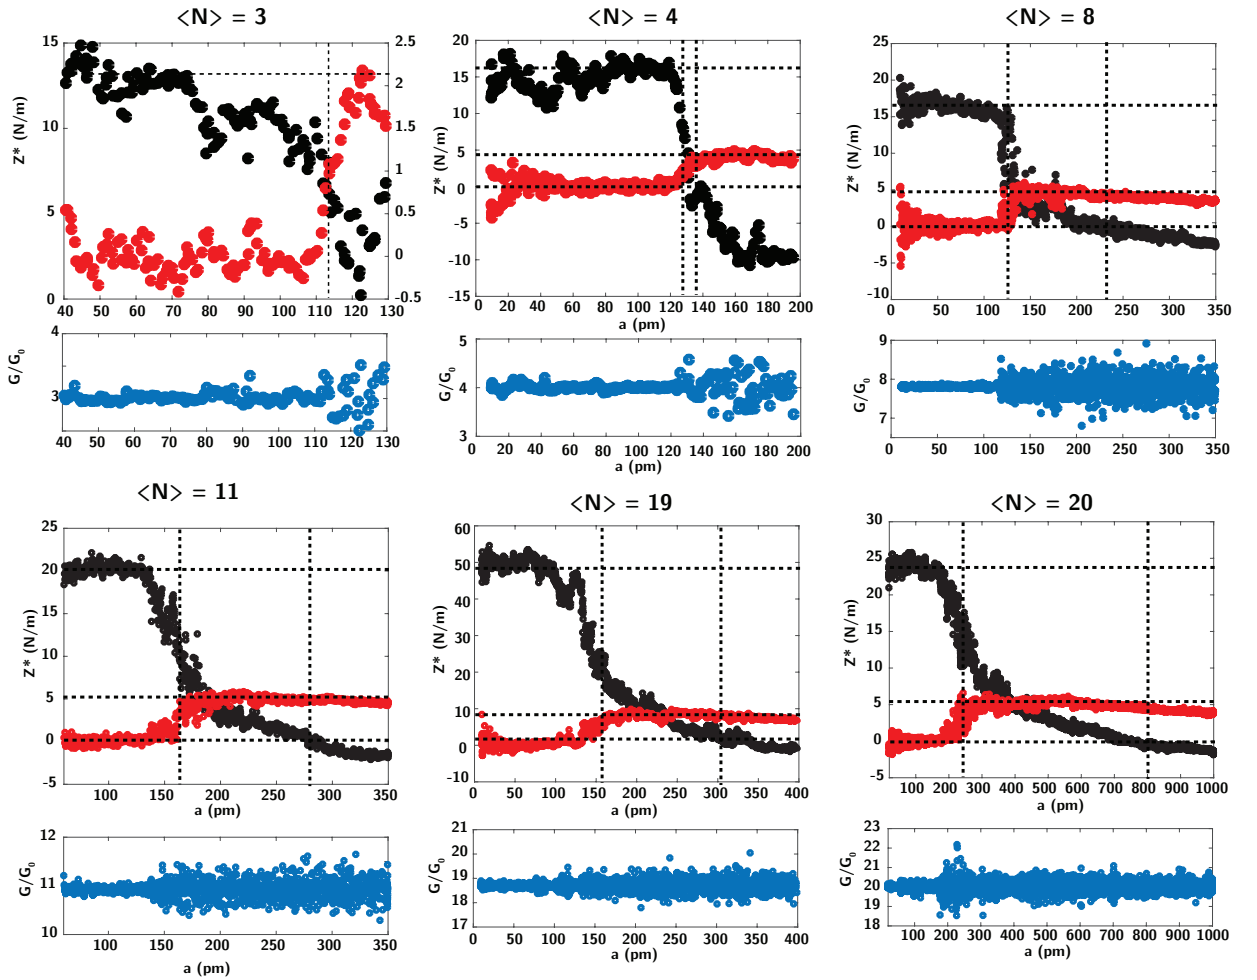 <N> = 3
<N> = 4
<N> = 8
15
10
5
0
Z* (N/m)
2.5
2
1.5
1
0.5
0
-0.5
40 50 60 70 80 90 100 110 120 130
20
15
10
5
0
-5
-10
-15
Z* (N/m)
0 20 40 60 80 100 120 140 160 180 200
a (pm)
25
20
15
10
5
0
-5
-10
Z* (N/m)
0 50 100 150 200 250 300 350
4
3
G/G₀
40 50 60 70 80 90 100 110 120 130
5
4
3
G/G₀
0 20 40 60 80 100 120 140 160 180 200
a (pm)
9
8
7
G/G₀
0 50 100 150 200 250 300 350
a (pm)
<N> = 11
<N> = 19
<N> = 20
25
20
15
10
5
0
-5
Z* (N/m)
100 150 200 250 300 350
a (pm)
60
50
40
30
20
10
0
-10
Z* (N/m)
0 50 100 150 200 250 300 350 400
a (pm)
30
25
20
15
10
5
0
-5
Z* (N/m)
100 200 300 400 500 600 700 800 900 1000
a (pm)
12
11
10
G/G₀
100 150 200 250 300 350
a (pm)
21
20
19
18
17
G/G₀
0 50 100 150 200 250 300 350 400
a (pm)
23
22
21
20
19
18
G/G₀
100 200 300 400 500 600 700 800 900 1000
a (pm)